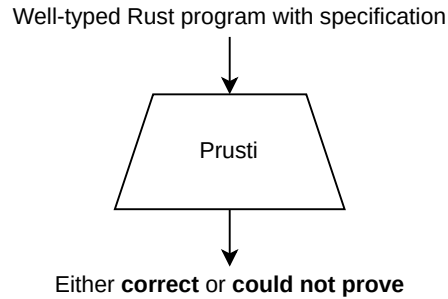 Well-typed Rust program with specification
Prusti
Either correct or could not prove